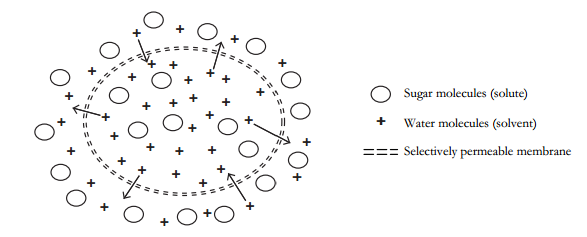 Sugar molecules (solute)
Water molecules (solvent)
Selectively permeable membrane